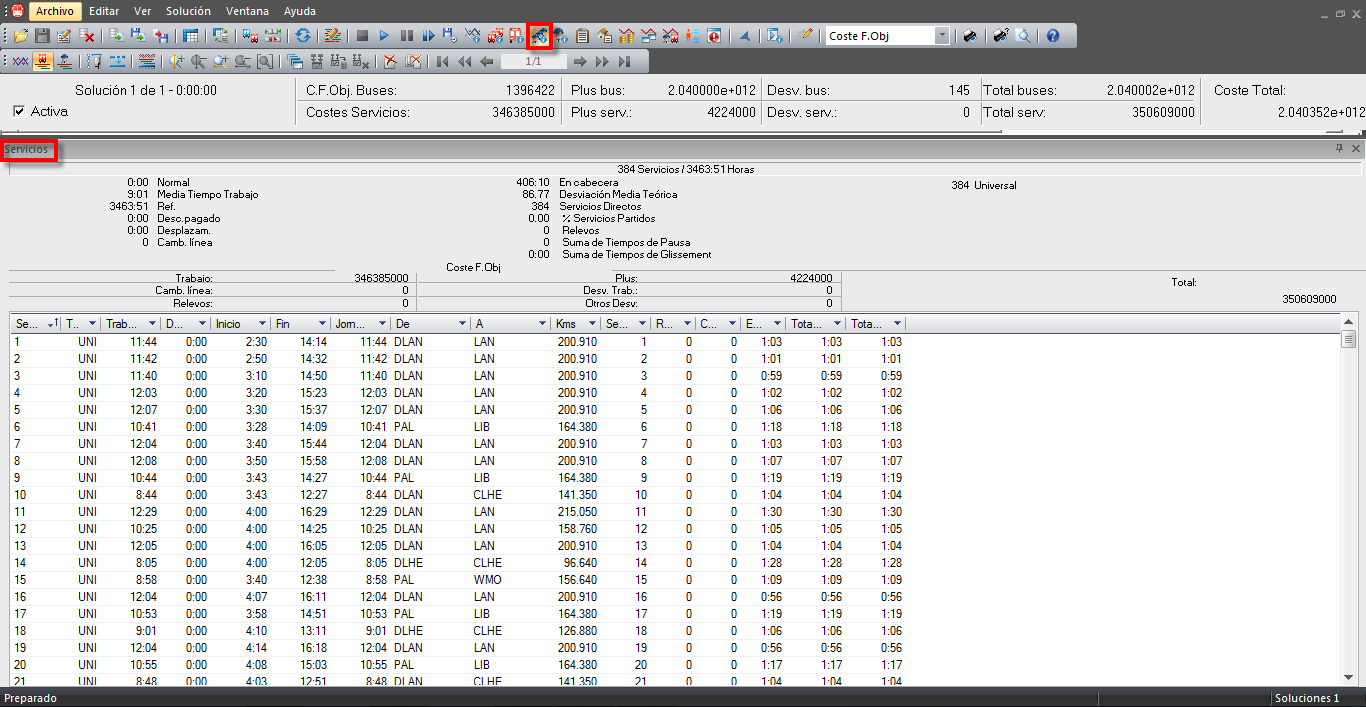 Archivo Editar Ver Solución Ventana Ayuda
Coste F.Obj
1/1
Solución 1 de 1 - 0:00:00 C.F.Obj. Buses: 1396422 Plus bus: 2.040000e+012 Desv. bus: 145 Total buses: 2.040002e+012 Coste Total:
Activa Costes Servicios: 346385000 Plus serv.: 4224000 Desv. serv.: 0 Total serv: 350609000 2.040352e+012
Servicios
384 Servicios / 3463:51 Horas
0:00 Normal 406:10 En cabecera 384 Universal
9:01 Media Tiempo Trabajo 86.77 Desviación Media Teórica
3463:51 Ref. 384 Servicios Directos
0:00 Desc.pagado 0.00 % Servicios Partidos
0:00 Desplazam. 0 Relevos
0 Camb. línea 0 Suma de Tiempos de Pausa
0:00 Suma de Tiempos de Glissement
Coste F.Obj
Trabajo: 346385000 Plus: 4224000 Total:
Camb. línea: 0 Desv. Trab.: 0
Relevos: 0 Otros Desv: 0 350609000
Se... T.. Trab... D... Inicio Fin Jorn... De A Kms Se... R... C... E... Tota... Tota...
1 UNI 11:44 0:00 2:30 14:14 11:44 DLAN LAN 200.910 1 0 0 1:03 1:03 1:03
2 UNI 11:42 0:00 2:50 14:32 11:42 DLAN LAN 200.910 2 0 0 1:01 1:01 1:01
3 UNI 11:40 0:00 3:10 14:50 11:40 DLAN LAN 200.910 3 0 0 0:59 0:59 0:59
4 UNI 12:03 0:00 3:20 15:23 12:03 DLAN LAN 200.910 4 0 0 1:02 1:02 1:02
5 UNI 12:07 0:00 3:30 15:37 12:07 DLAN LAN 200.910 5 0 0 1:06 1:06 1:06
6 UNI 10:41 0:00 3:28 14:09 10:41 PAL LIB 164.380 6 0 0 1:18 1:18 1:18
7 UNI 12:04 0:00 3:40 15:44 12:04 DLAN LAN 200.910 7 0 0 1:03 1:03 1:03
8 UNI 12:08 0:00 3:50 15:58 12:08 DLAN LAN 200.910 8 0 0 1:07 1:07 1:07
9 UNI 10:44 0:00 3:43 14:27 10:44 PAL LIB 164.380 9 0 0 1:19 1:19 1:19
10 UNI 8:44 0:00 3:43 12:27 8:44 DLAN CLHE 141.350 10 0 0 1:04 1:04 1:04
11 UNI 12:29 0:00 4:00 16:29 12:29 DLAN LAN 215.050 11 0 0 1:30 1:30 1:30
12 UNI 10:25 0:00 4:00 14:25 10:25 DLAN LAN 158.760 12 0 0 1:05 1:05 1:05
13 UNI 12:05 0:00 4:00 16:05 12:05 DLAN LAN 200.910 13 0 0 1:04 1:04 1:04
14 UNI 8:05 0:00 4:00 12:05 8:05 DLHE CLHE 96.640 14 0 0 1:28 1:28 1:28
15 UNI 8:58 0:00 3:40 12:38 8:58 PAL WMO 156.640 15 0 0 1:09 1:09 1:09
16 UNI 12:04 0:00 4:07 16:11 12:04 DLAN LAN 200.910 16 0 0 0:56 0:56 0:56
17 UNI 10:53 0:00 3:58 14:51 10:53 PAL LIB 164.380 17 0 0 1:19 1:19 1:19
18 UNI 9:01 0:00 4:10 13:11 9:01 DLHE CLHE 126.880 18 0 0 1:06 1:06 1:06
19 UNI 12:04 0:00 4:14 16:18 12:04 DLAN LAN 200.910 19 0 0 0:56 0:56 0:56
20 UNI 10:55 0:00 4:08 15:03 10:55 PAL LIB 164.380 20 0 0 1:17 1:17 1:17
21 UNI 8:48 0:00 4:03 12:51 8:48 DLAN CLHE 141.350 21 0 0 1:04 1:04 1:04
Preparado Soluciones 1